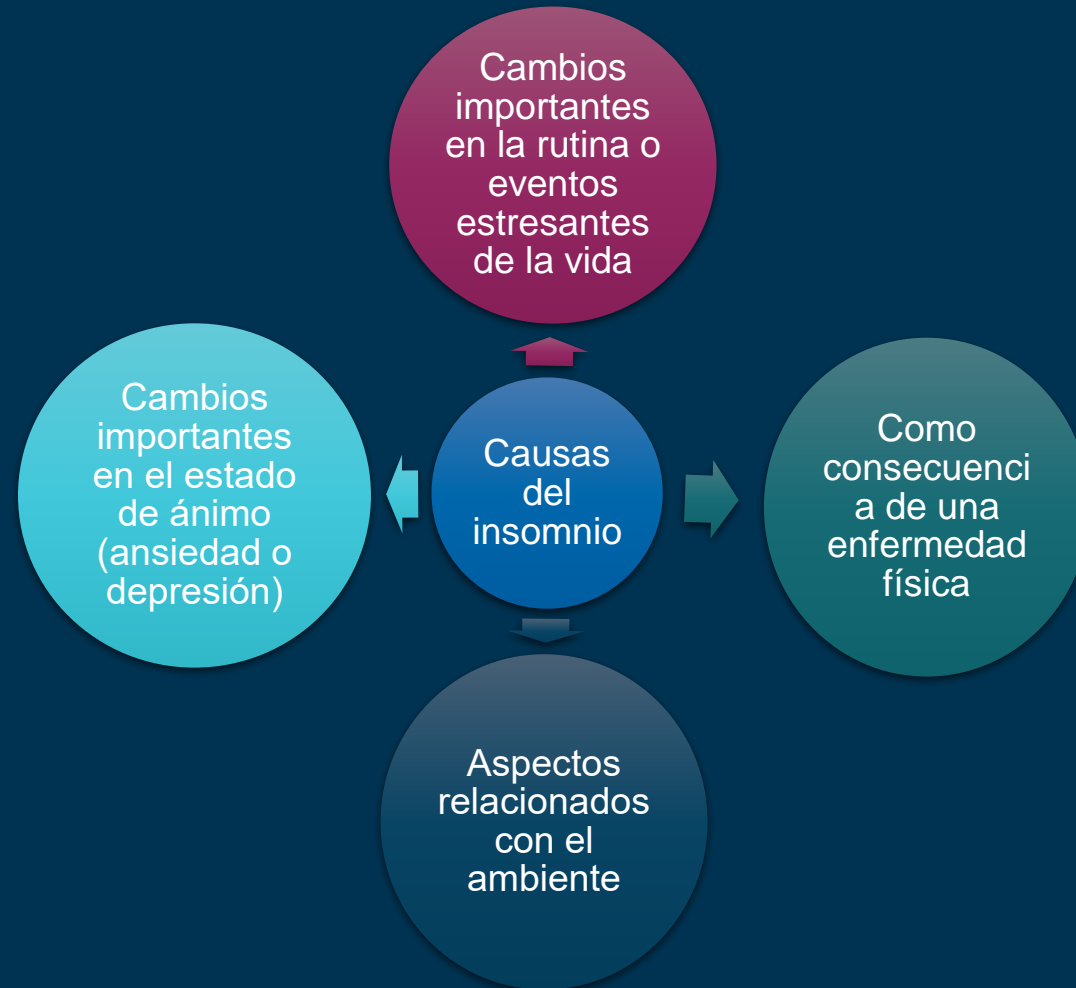 Cambios
importantes
en la rutina o
eventos
estresantes
de la vida
Cambios
importantes
en el estado
de ánimo
(ansiedad o
depresión)
Causas
del
insomnio
Como
consecuenci
a de una
enfermedad
física
Aspectos
relacionados
con el
ambiente